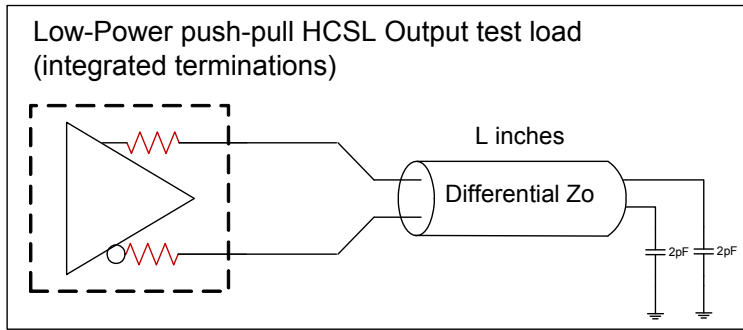 Low-Power push-pull HCSL Output test load
(integrated terminations)
L inches
Differential Zo
2pF
2pF